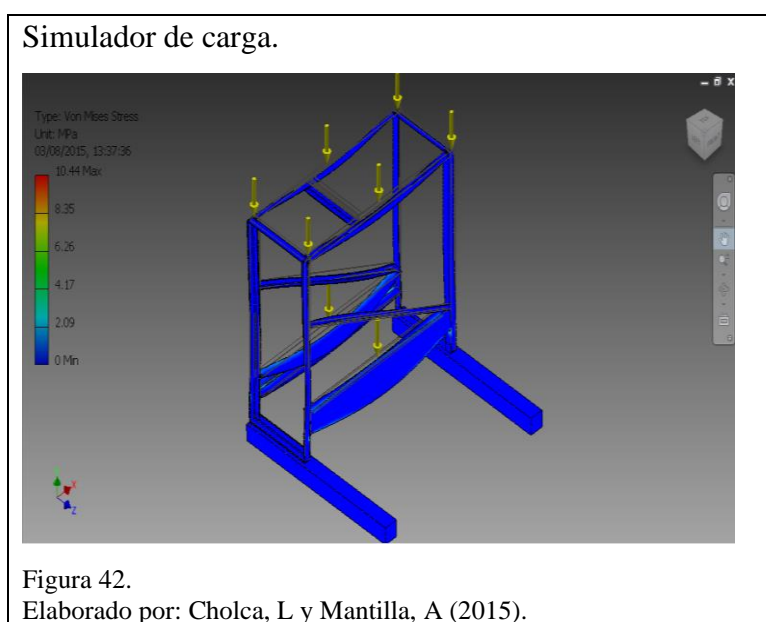 Simulador de carga.
Type: Von Mises Stress
Unit: MPa
03/08/2015, 13:37:36
10.44 Max
8.35
6.26
4.17
2.09
0 Min
Y
X
Z
Figura 42.
Elaborado por: Cholca, L y Mantilla, A (2015).